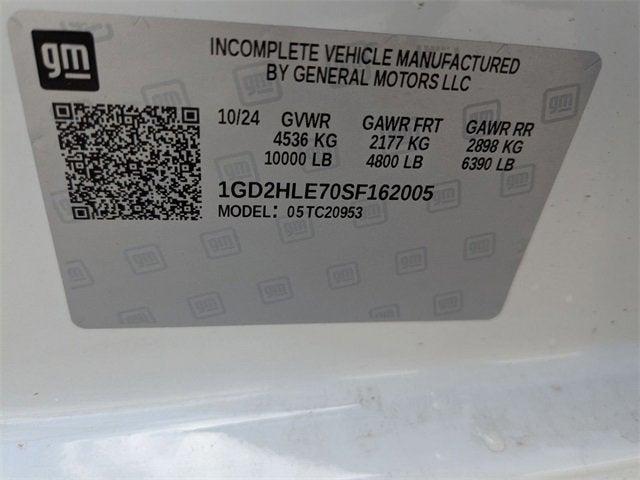 gm
INCOMPLETE VEHICLE MANUFACTURED
BY GENERAL MOTORS LLC
10/24 GVWR GAWR FRT GAWR RR
4536 KG 2177 KG 2898 KG
10000 LB 4800 LB 6390 LB
1GD2HLE70SF162005
MODEL: 05TC20953